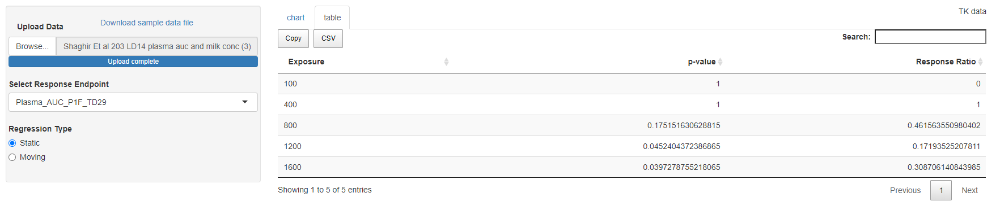 Upload Data
Download sample data file
Browse...
Shaghir Et al 203 LD14 plasma auc and milk conc (3)
Upload complete
Select Response Endpoint
Plasma_AUC_P1F_TD29
Regression Type
Static
Moving
chart
table
TK data
Copy
CSV
Search:
Exposure p-value Response Ratio
100 1 0
400 1 1
800 0.175151630628815 0.461563550980402
1200 0.0452404372386865 0.17193525207811
1600 0.0397278755218065 0.308706140843985
Showing 1 to 5 of 5 entries
Previous 1 Next